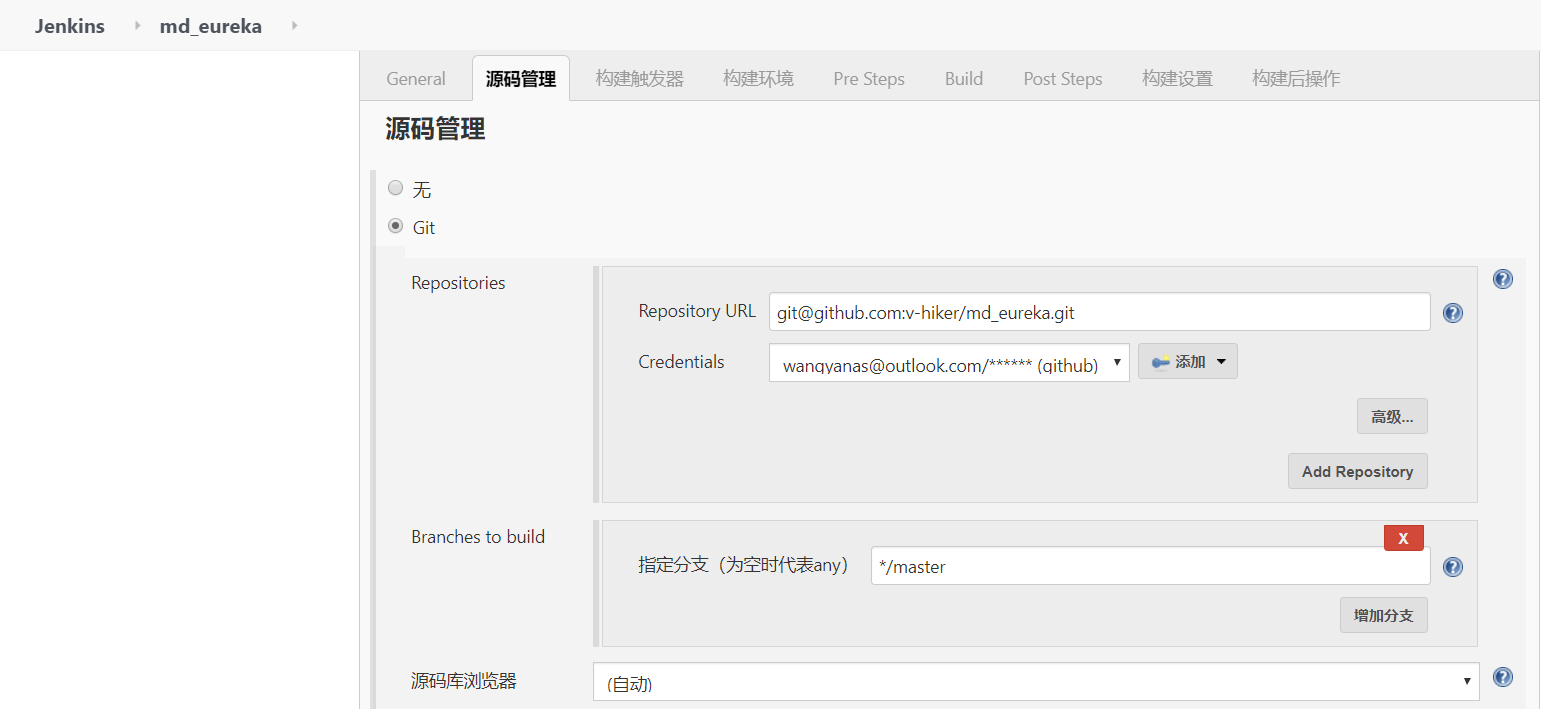 Jenkins md_eureka
General 源码管理 构建触发器 构建环境 Pre Steps Build Post Steps 构建设置 构建后操作
源码管理
无
Git
Repositories
Repository URL git@github.com:v-hiker/md_eureka.git
Credentials wangyanas@outlook.com/****** (github) 添加
高级...
Add Repository
Branches to build
X
指定分支（为空时代表any） */master
增加分支
源码库浏览器 (自动)